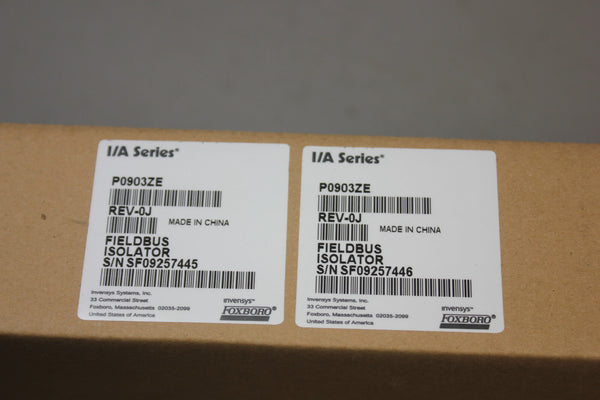 I/A Series®
P0903ZE
REV-0J
MADE IN CHINA
FIELDBUS
ISOLATOR
S/N SF09257445
Invensys Systems, Inc.
33 Commercial Street
Foxboro, Massachusetts 02035-2099
United States of America
invensys™
FOXBORO®
I/A Series®
P0903ZE
REV-0J
MADE IN CHINA
FIELDBUS
ISOLATOR
S/N SF09257446
Invensys Systems, Inc.
33 Commercial Street
Foxboro, Massachusetts 02035-2099
United States of America
invensys™
FOXBORO®